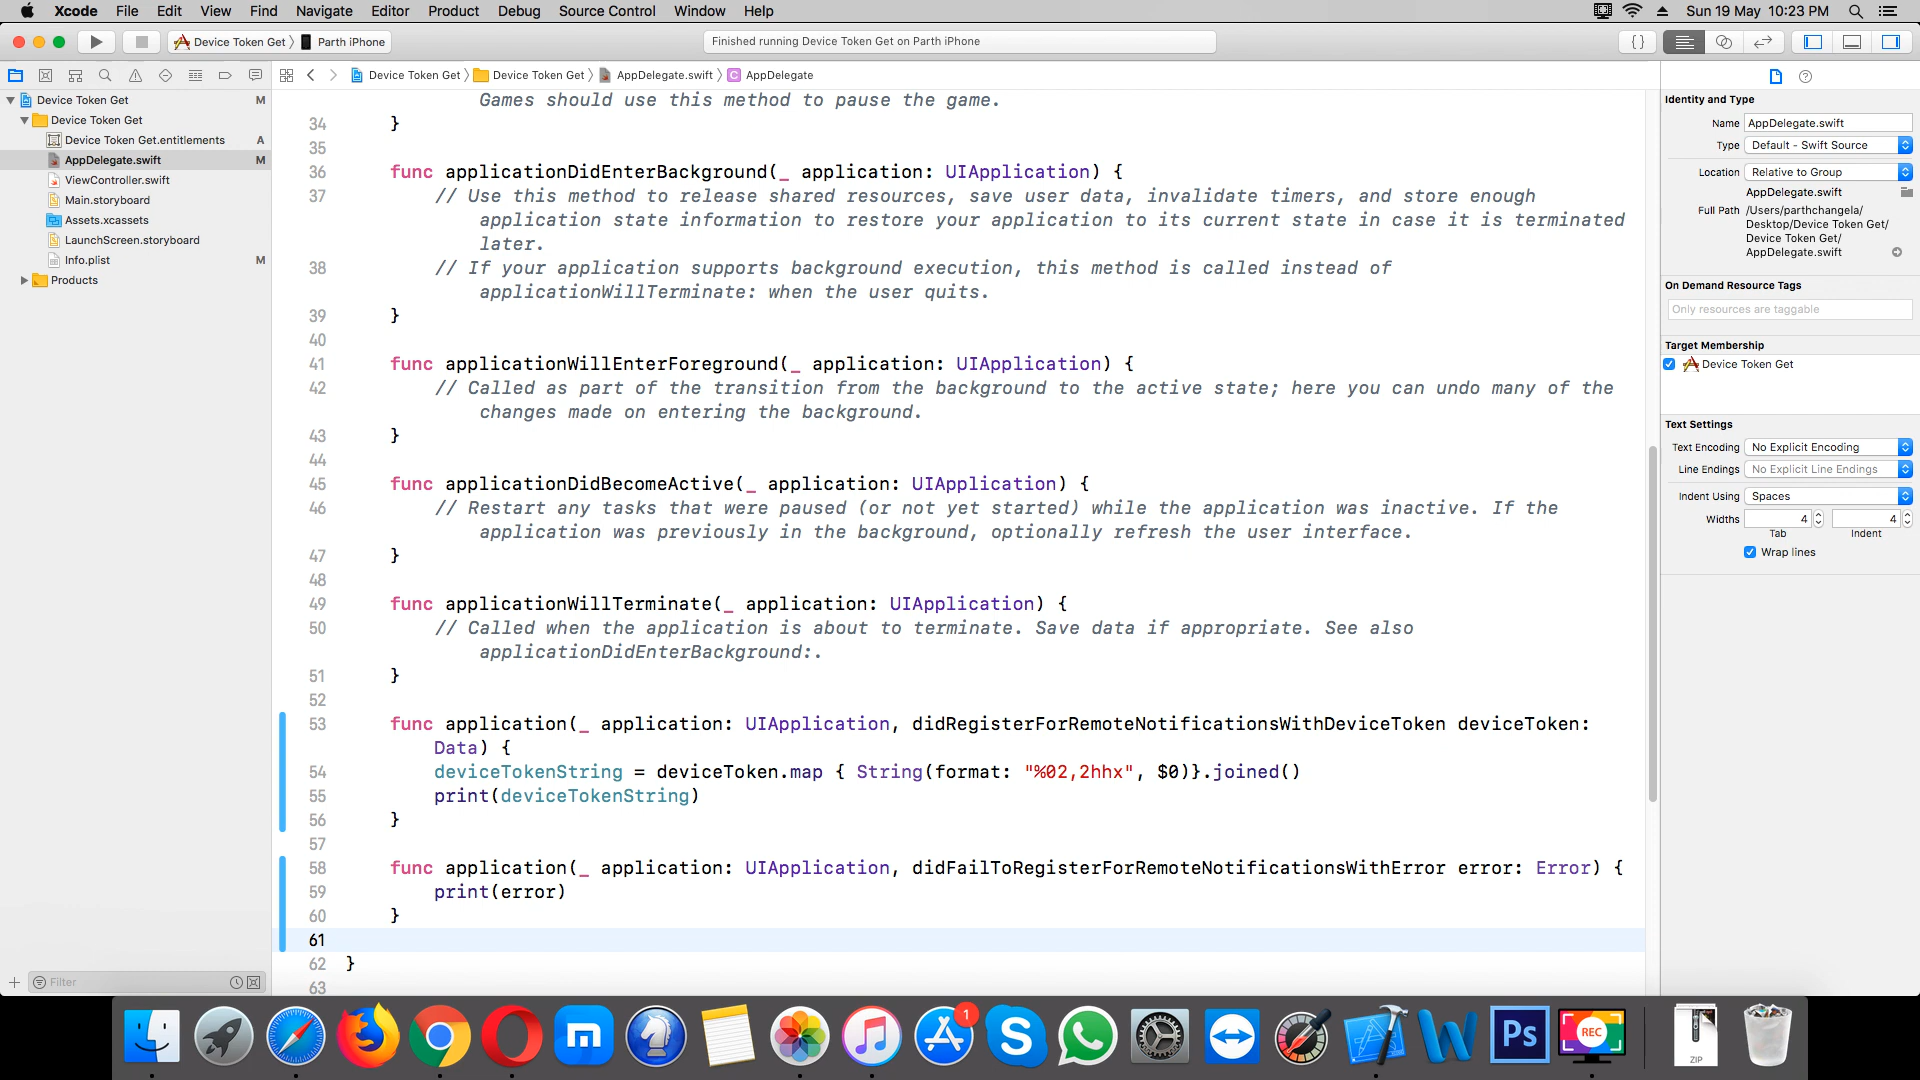 Xcode File Edit View Find Navigate Editor Product Debug Source Control Window Help Sun 19 May 10:23 PM
Device Token Get Parth iPhone Finished running Device Token Get on Parth iPhone { }
Device Token Get Device Token Get AppDelegate.swift C AppDelegate
Device Token Get M
Device Token Get
Device Token Get.entitlements A
AppDelegate.swift M
ViewController.swift
Main.storyboard
Assets.xcassets
LaunchScreen.storyboard
Info.plist M
Products
Filter
Games should use this method to pause the game.
34 }
35
36 func applicationDidEnterBackground(_ application: UIApplication) {
37 // Use this method to release shared resources, save user data, invalidate timers, and store enough
application state information to restore your application to its current state in case it is terminated
later.
38 // If your application supports background execution, this method is called instead of
applicationWillTerminate: when the user quits.
39 }
40
41 func applicationWillEnterForeground(_ application: UIApplication) {
42 // Called as part of the transition from the background to the active state; here you can undo many of the
changes made on entering the background.
43 }
44
45 func applicationDidBecomeActive(_ application: UIApplication) {
46 // Restart any tasks that were paused (or not yet started) while the application was inactive. If the
application was previously in the background, optionally refresh the user interface.
47 }
48
49 func applicationWillTerminate(_ application: UIApplication) {
50 // Called when the application is about to terminate. Save data if appropriate. See also
applicationDidEnterBackground:.
51 }
52
53 func application(_ application: UIApplication, didRegisterForRemoteNotificationsWithDeviceToken deviceToken:
Data) {
54 deviceTokenString = deviceToken.map { String(format: "%02,2hhx", $0)}.joined()
55 print(deviceTokenString)
56 }
57
58 func application(_ application: UIApplication, didFailToRegisterForRemoteNotificationsWithError error: Error) {
59 print(error)
60 }
61
62 }
63
Identity and Type
Name AppDelegate.swift
Type Default - Swift Source
Location Relative to Group
AppDelegate.swift
Full Path /Users/parthchangela/
Desktop/Device Token Get/
Device Token Get/
AppDelegate.swift
On Demand Resource Tags
Only resources are taggable
Target Membership
Device Token Get
Text Settings
Text Encoding No Explicit Encoding
Line Endings No Explicit Line Endings
Indent Using Spaces
Widths 4 4
Tab Indent
Wrap lines
1
Ps
REC
ZIP